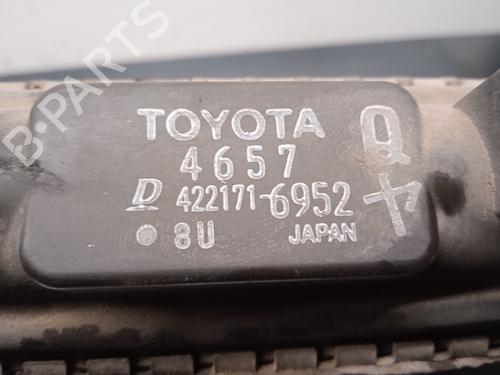 B-PARTS
TOYOTA Q
4657
D 422171-6952
8U JAPAN